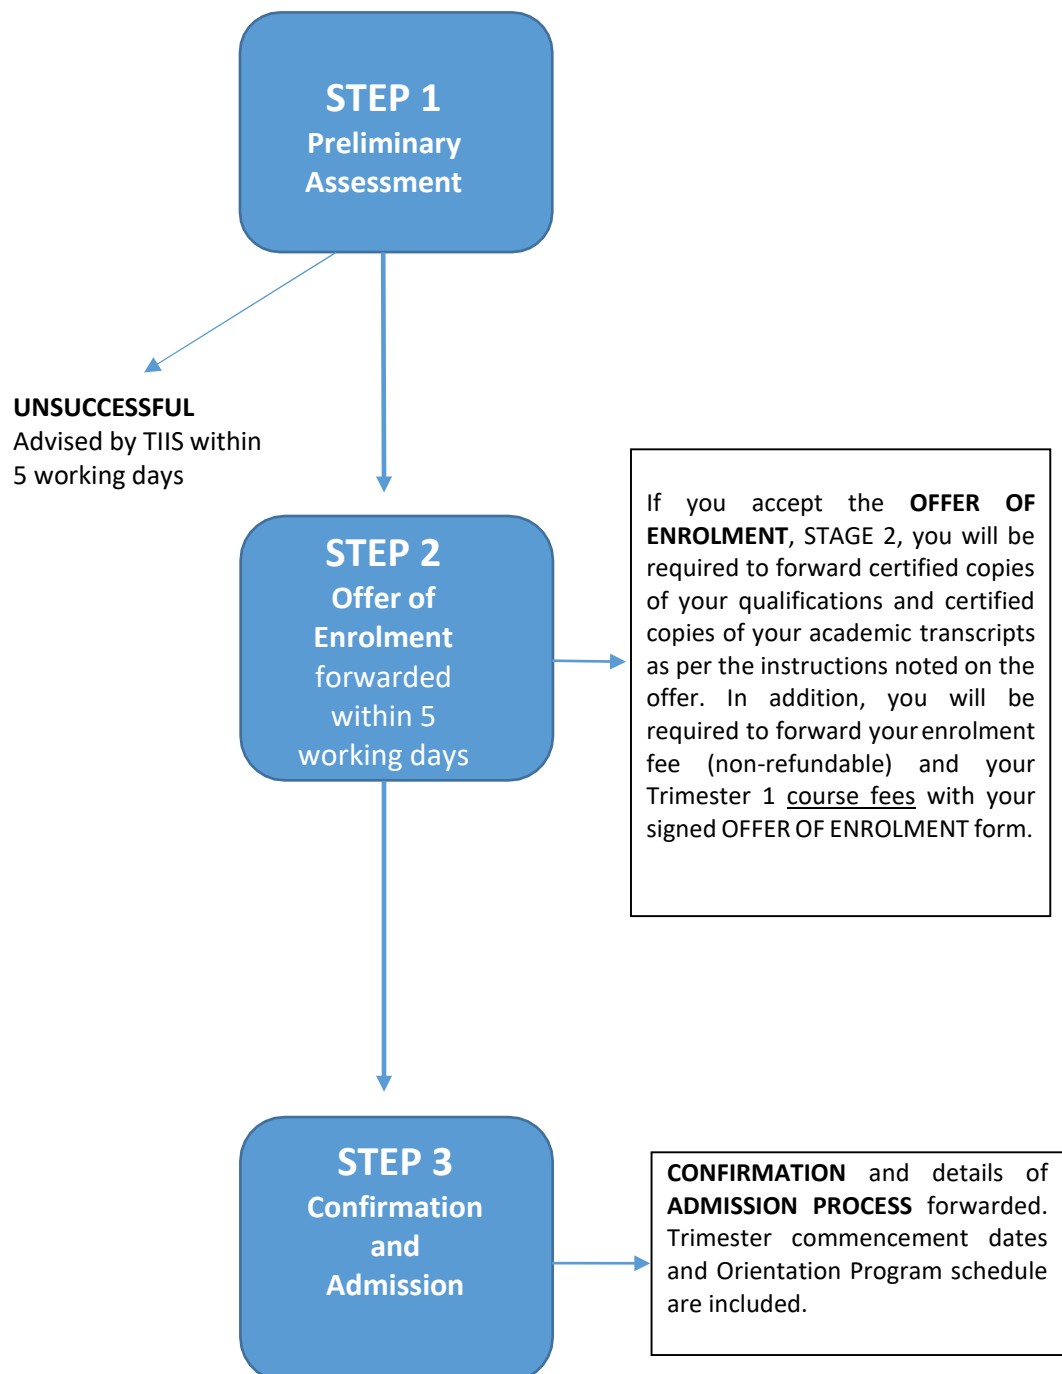 STEP 1
Preliminary
Assessment
UNSUCCESSFUL
Advised by TIIS within
5 working days
STEP 2
Offer of
Enrolment
forwarded
within 5
working days
If you accept the OFFER OF
ENROLMENT, STAGE 2, you will be
required to forward certified copies
of your qualifications and certified
copies of your academic transcripts
as per the instructions noted on the
offer. In addition, you will be
required to forward your enrolment
fee (non-refundable) and your
Trimester 1 course fees with your
signed OFFER OF ENROLMENT form.
STEP 3
Confirmation
and
Admission
CONFIRMATION and details of
ADMISSION PROCESS forwarded.
Trimester commencement dates
and Orientation Program schedule
are included.